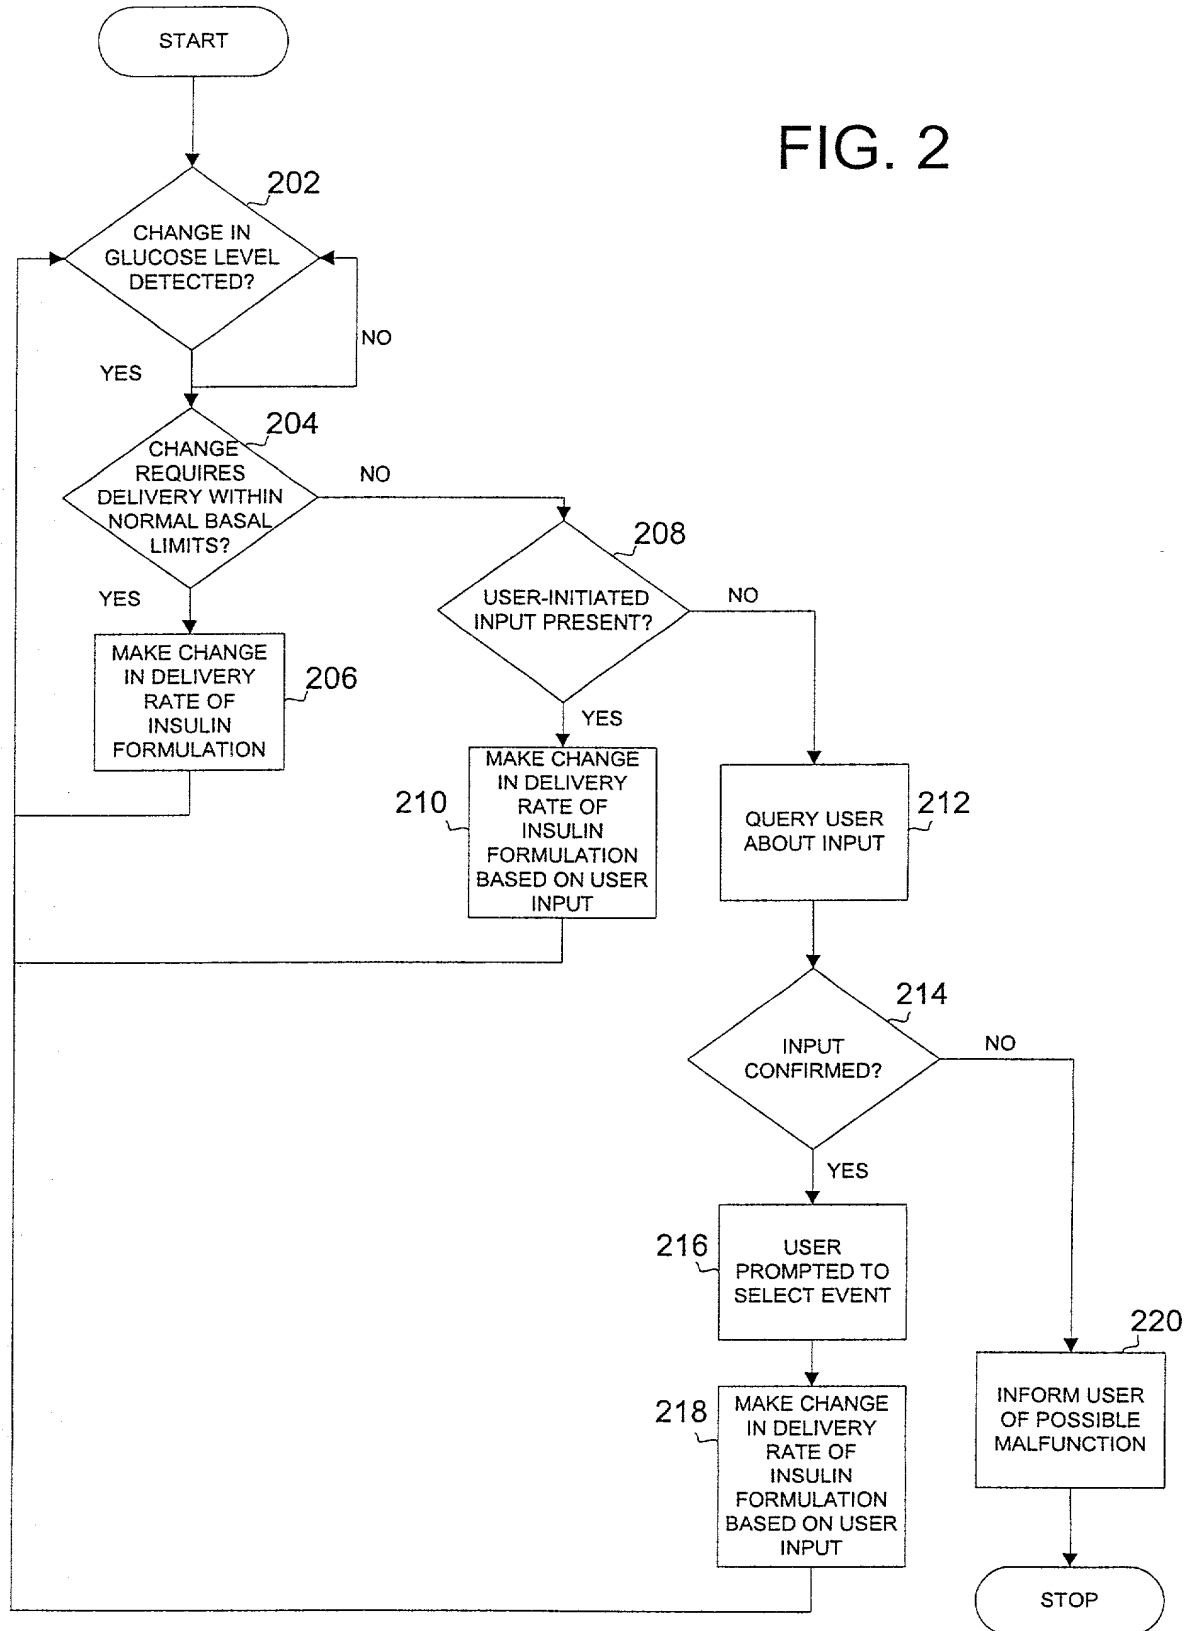 START
FIG. 2
202
CHANGE IN
GLUCOSE LEVEL
DETECTED?
NO
YES
204
CHANGE
REQUIRES
DELIVERY WITHIN
NORMAL BASAL
LIMITS?
NO
YES
208
USER-INITIATED
INPUT PRESENT?
NO
YES
MAKE CHANGE
IN DELIVERY
RATE OF
INSULIN
FORMULATION
206
210
MAKE CHANGE
IN DELIVERY
RATE OF
INSULIN
FORMULATION
BASED ON USER
INPUT
QUERY USER
ABOUT INPUT
212
214
INPUT
CONFIRMED?
NO
YES
216
USER
PROMPTED TO
SELECT EVENT
218
MAKE CHANGE
IN DELIVERY
RATE OF
INSULIN
FORMULATION
BASED ON USER
INPUT
220
INFORM USER
OF POSSIBLE
MALFUNCTION
STOP